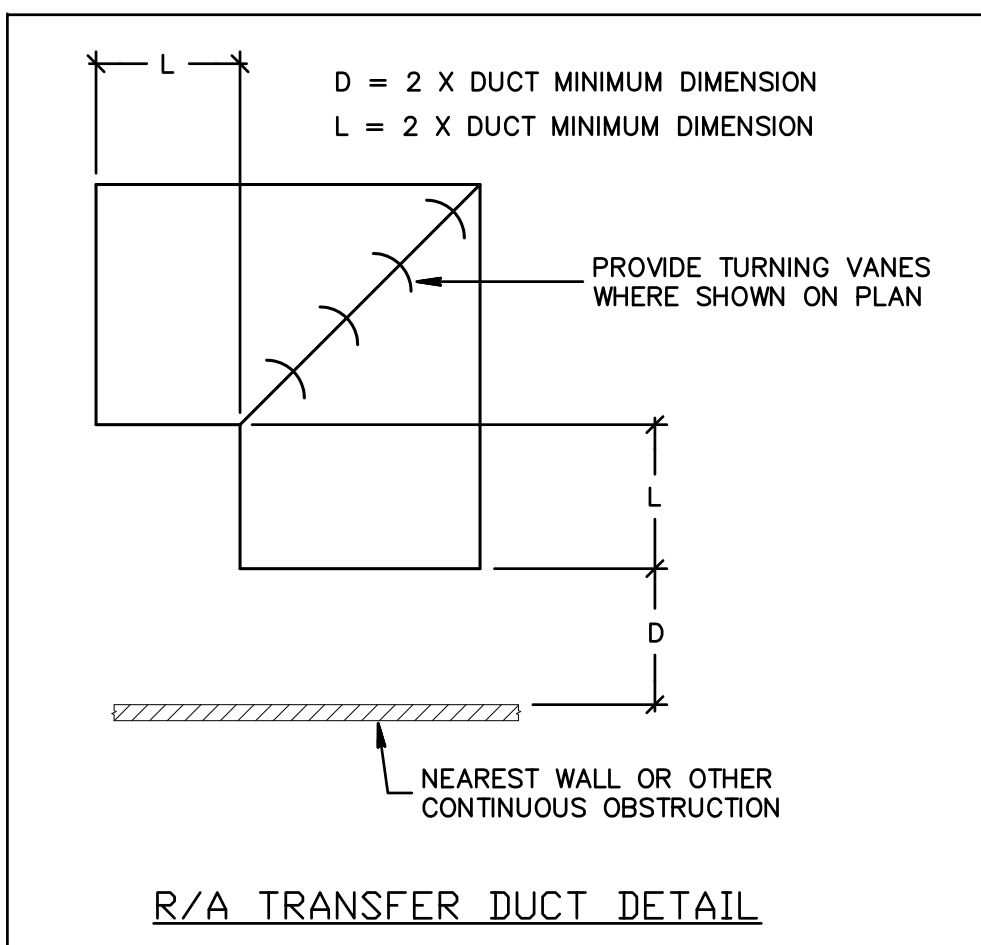 L
D = 2 X DUCT MINIMUM DIMENSION
L = 2 X DUCT MINIMUM DIMENSION
PROVIDE TURNING VANES
WHERE SHOWN ON PLAN
L
D
NEAREST WALL OR OTHER
CONTINUOUS OBSTRUCTION
R/A TRANSFER DUCT DETAIL